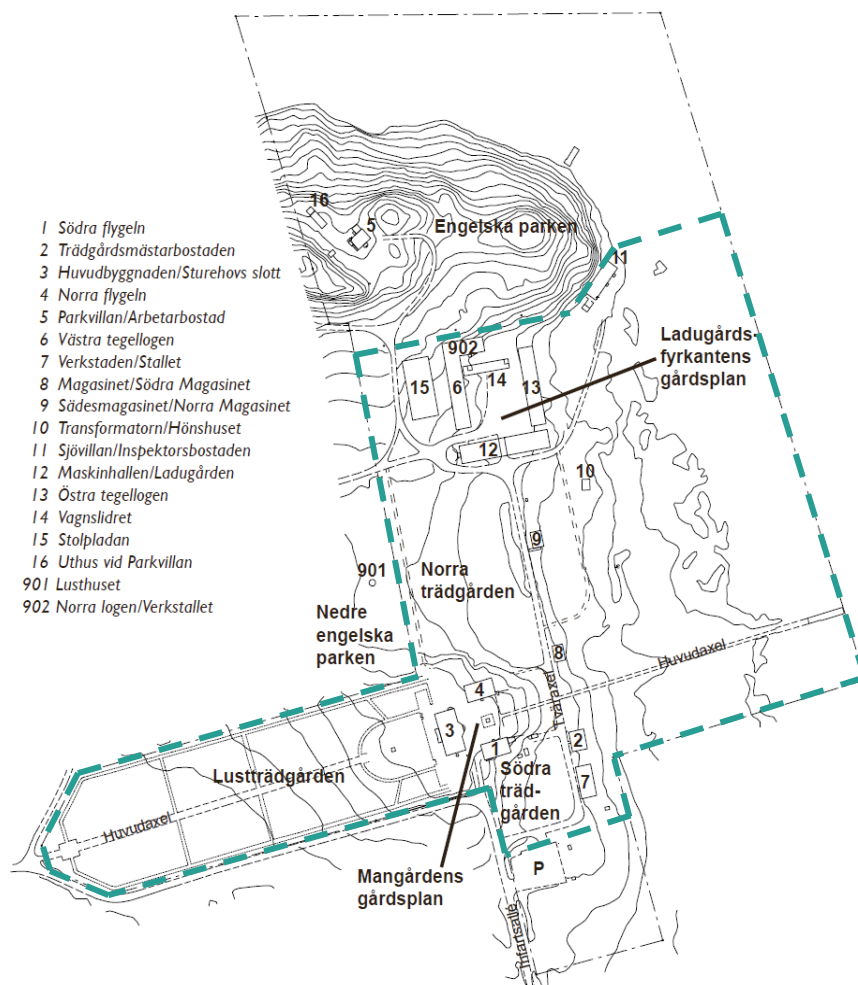 16
5
Engelska parken
11
1 Södra flygeln
2 Trädgårdsmästarbostaden
3 Huvudbyggnaden/Sturehovs slott
4 Norra flygeln
5 Parkvillan/Arbetarbostad
6 Västra tegellogen
7 Verkstaden/Stallet
8 Magasinet/Södra Magasinet
9 Sädesmagasinet/Norra Magasinet
10 Transformatorn/Hönshuset
11 Sjövillan/Inspektorsbostaden
12 Maskinhallen/Ladugården
13 Östra tegellogen
14 Vagnslidret
15 Stolpladan
16 Uthus vid Parkvillan
901 Lusthuset
902 Norra logen/Verkstallet
Ladugårds-
fyrkantens
gårdsplan
902
15
6
14
13
12
10
9
901
Norra
trädgården
Nedre
engelska
parken
8
Huvudaxel
Tväraxel
4
3
1
2
7
Lustträdgården
Södra
träd-
gården
Huvudaxel
Mangårdens
gårdsplan
P
Infartsallé